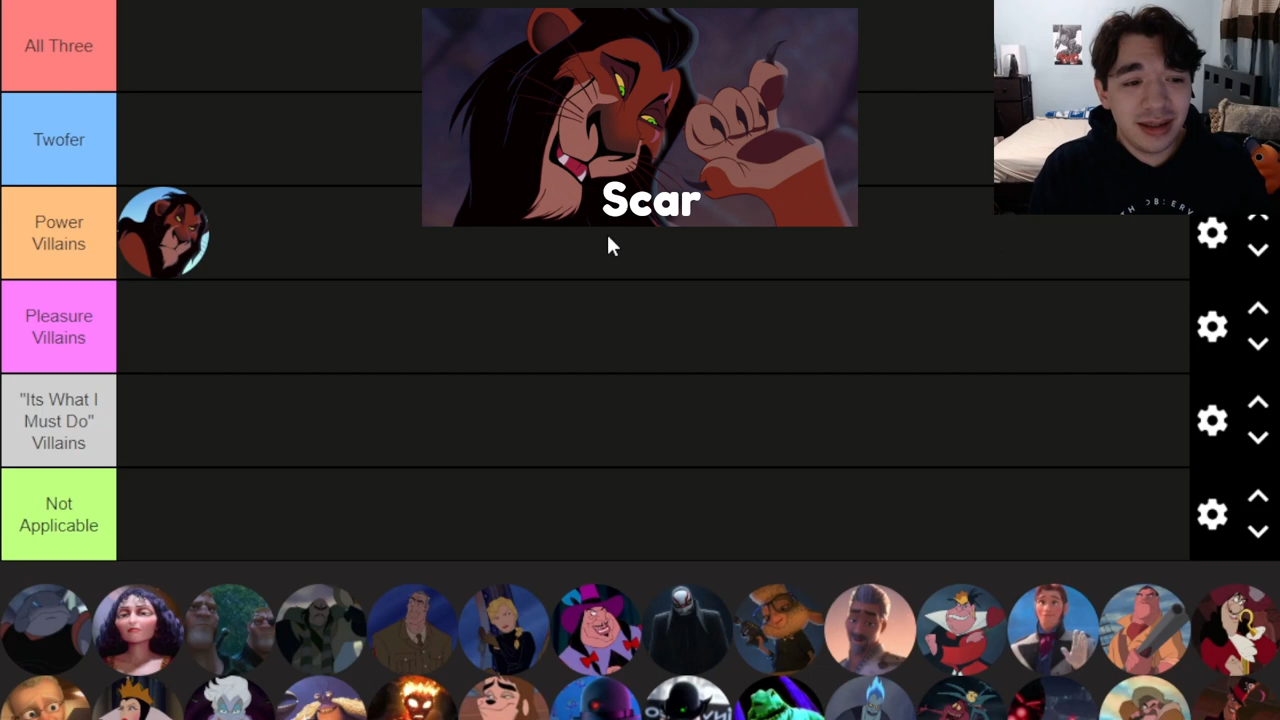 All Three
Twofer
Power
Villains
Pleasure
Villains
"Its What I
Must Do"
Villains
Not
Applicable
Scar